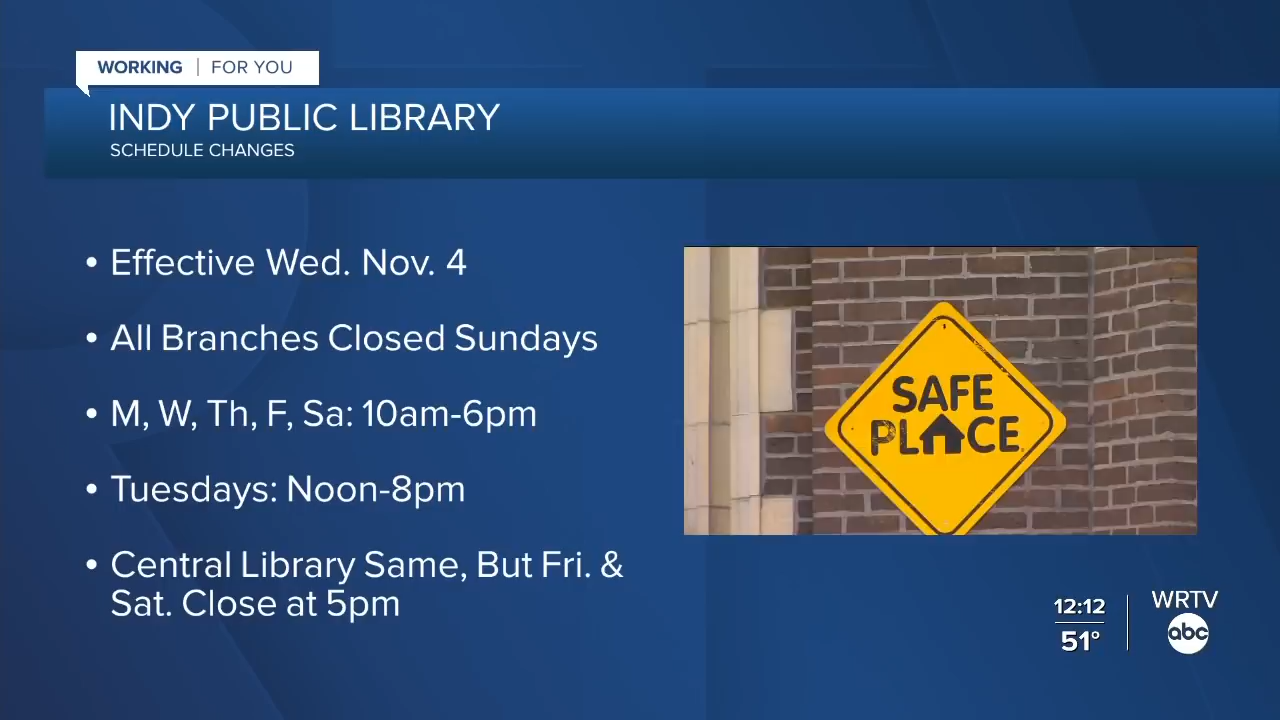 WORKING | FOR YOU
INDY PUBLIC LIBRARY
SCHEDULE CHANGES
• Effective Wed. Nov. 4
• All Branches Closed Sundays
• M, W, Th, F, Sa: 10am-6pm
• Tuesdays: Noon-8pm
• Central Library Same, But Fri. &
Sat. Close at 5pm
SAFE
PLACE
12:12
51°
WRTV
abc